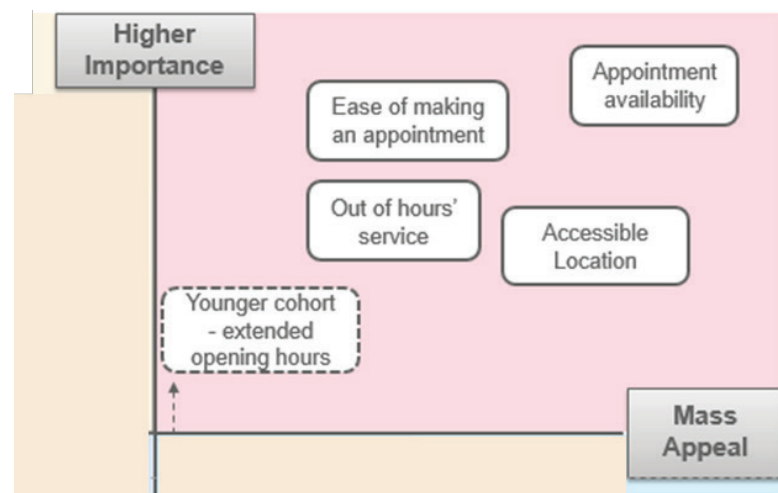 Higher
Importance
Appointment
availability
Ease of making
an appointment
Out of hours'
service
Accessible
Location
Younger cohort
- extended
opening hours
Mass
Appeal